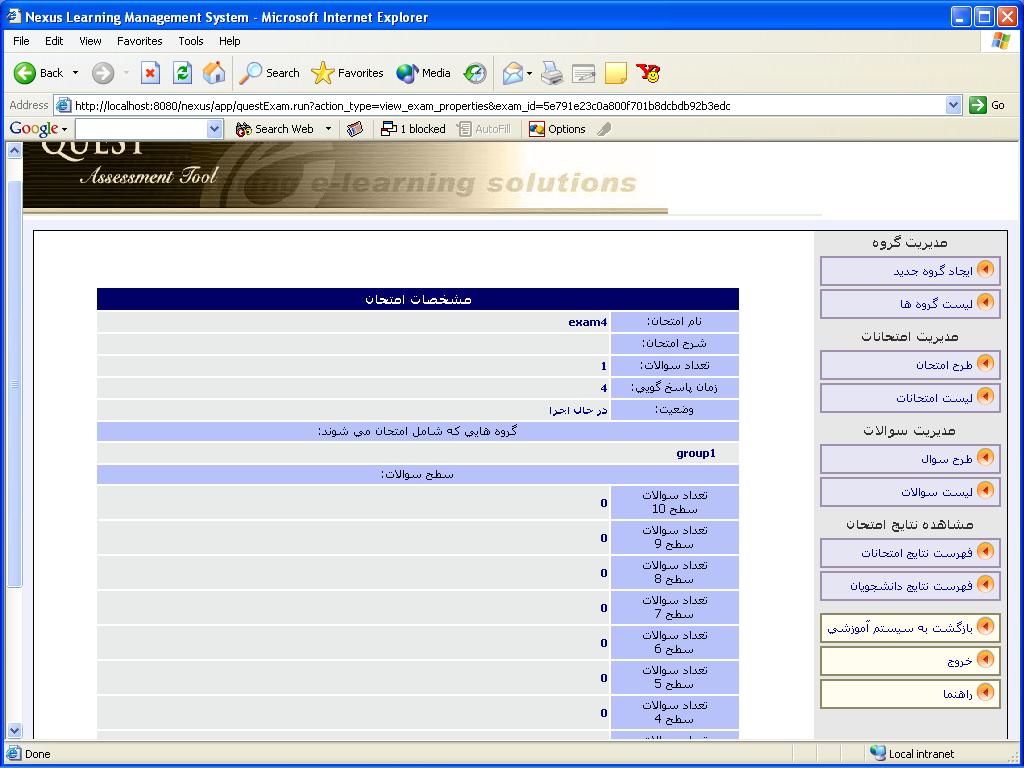 Nexus Learning Management System - Microsoft Internet Explorer
File Edit View Favorites Tools Help
Back Search Favorites Media
Address http://localhost:8080/nexus/app/questExam.run?action_type=view_exam_properties&exam_id=5e791e23c0a800f701b8dcbdb92b3edc Go
Google Search Web 1 blocked AutoFill Options
QUEST
Assessment Tool
e-learning solutions
مدیریت گروه
ایجاد گروه جدید
لیست گروه ها
مدیریت امتحانات
طرح امتحان
لیست امتحانات
مدیریت سوالات
طرح سوال
لیست سوالات
مشاهده نتایج امتحان
فهرست نتایج امتحانات
فهرست نتایج دانشجویان
بازگشت به سیستم آموزشي
خروج
راهنما
مشخصات امتحان
نام امتحان: exam4
شرح امتحان:
تعداد سوالات: 1
زمان پاسخ گويي: 4
وضعیت: در حال اجرا
گروه هايي که شامل امتحان مي شوند:
group1
سطح سوالات:
تعداد سوالات
سطح 10
0
تعداد سوالات
سطح 9
0
تعداد سوالات
سطح 8
0
تعداد سوالات
سطح 7
0
تعداد سوالات
سطح 6
0
تعداد سوالات
سطح 5
0
تعداد سوالات
سطح 4
0
Done Local intranet